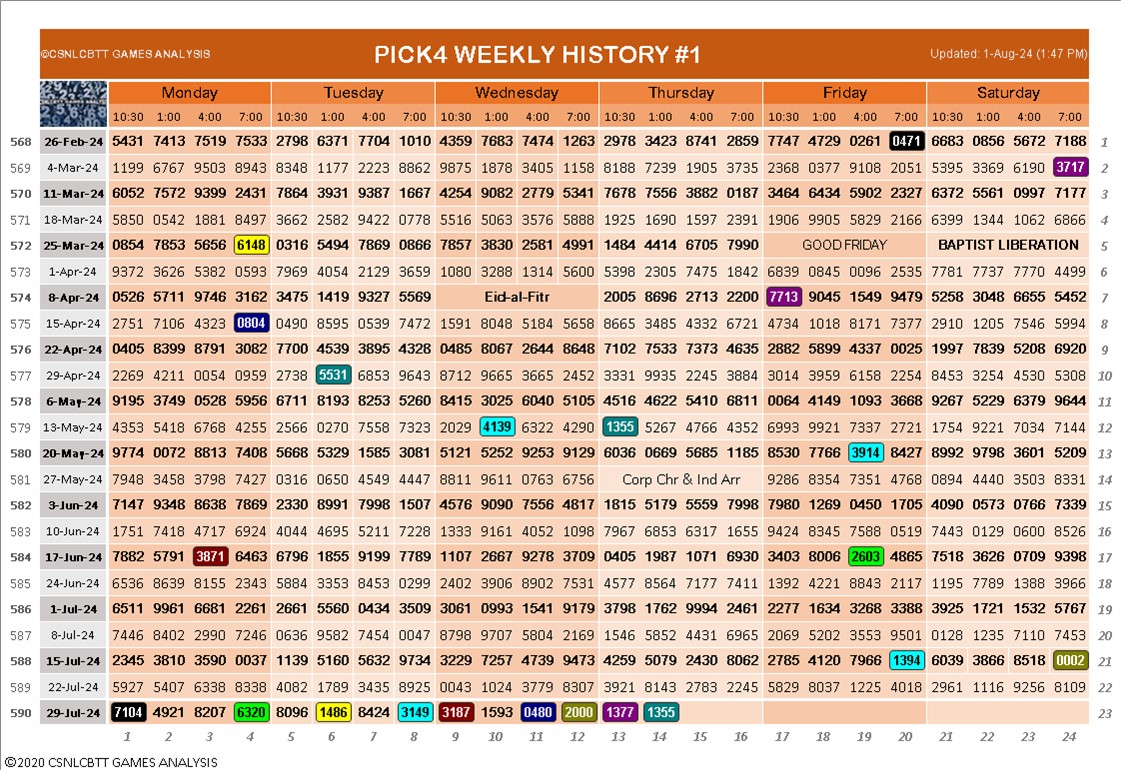 ©CSNLCBTT GAMES ANALYSIS PICK4 WEEKLY HISTORY #1 Updated: 1-Aug-24 (1:47 PM)
Monday Tuesday Wednesday Thursday Friday Saturday
10:30 1:00 4:00 7:00 10:30 1:00 4:00 8:00 10:30 1:00 4:00 7:00 10:30 1:00 4:00 7:00 10:30 1:00 4:00 7:00 10:30 1:00 4:00 7:00
568 26-Feb-24 5431 7413 7519 7533 2798 6371 7704 1010 4359 7683 7474 1263 2978 3423 8741 2859 7747 4729 0261 0471 6683 0856 5672 7188 1
569 4-Mar-24 1199 6767 9503 8943 8348 1177 2223 8862 9875 1878 3405 1158 8188 7239 1905 3735 2368 0377 9108 2051 5395 3369 6190 3717 2
570 11-Mar-24 6052 7572 9399 2431 7864 3931 9387 1667 4254 9082 2779 5341 7678 7556 3882 0187 3464 6434 5902 2327 6372 5561 0997 7177 3
571 18-Mar-24 5850 0542 1881 8497 3662 2582 9422 0778 5516 5063 3576 5888 1925 1690 1597 2391 1906 9905 5829 2166 6399 1344 1062 6866 4
572 25-Mar-24 0854 7853 5656 6148 0316 5494 7869 0866 7857 3830 2581 4991 1484 4414 6705 7990 GOOD FRIDAY BAPTIST LIBERATION 5
573 1-Apr-24 9372 3626 5382 0593 7969 4054 2129 3659 1080 3288 1314 5600 5398 2305 7475 1842 6839 0845 0096 2535 7781 7737 7770 4499 6
574 8-Apr-24 0526 5711 9746 3162 3475 1419 9327 5569 Eid-al-Fitr 2005 8696 2713 2200 7713 9045 1549 9479 5258 3048 6655 5452 7
575 15-Apr-24 2751 7106 4323 0804 0490 8595 0539 7472 1591 8048 5184 5658 8665 3485 4332 6721 4734 1018 8171 7377 2910 1205 7546 5994 8
576 22-Apr-24 0405 8399 8791 3082 7700 4539 3895 4328 0485 8067 2644 8648 7102 7533 7373 4635 2882 5899 4337 0025 1997 7839 5208 6920 9
577 29-Apr-24 2269 4211 0054 0959 2738 5531 6853 9643 8712 9665 3665 2452 3331 9935 2245 3884 3014 3959 6158 2254 8453 3254 4530 5308 10
578 6-May-24 9195 3749 0528 5956 6711 8193 8253 5260 8415 3025 6040 5105 4516 4622 5410 6811 0064 4149 1093 3668 9267 5229 6379 9644 11
579 13-May-24 4353 5418 6768 4255 2566 0270 7558 7323 2029 4139 6322 4290 1355 5267 4766 4352 6993 9921 7337 2721 1754 9221 7034 7144 12
580 20-May-24 9774 0072 8813 7408 5668 5329 1585 3081 5121 5252 9253 9129 6036 0669 5685 1185 8530 7766 3914 8427 8992 9798 3601 5209 13
581 27-May-24 7948 3458 3798 7427 0316 0650 4549 4447 8811 9611 0763 6756 Corp Chr & Ind Arr 9286 8354 7351 4768 0894 4440 3503 8331 14
582 3-Jun-24 7147 9348 8638 7869 2330 8991 7998 1507 4576 9090 7556 4817 1815 5179 5559 7998 7980 1269 0450 1705 4090 0573 0766 7339 15
583 10-Jun-24 1751 7418 4717 6924 4044 4695 5211 7228 1333 9161 4052 1098 7967 6853 6317 1655 9424 8345 7588 0519 7443 0129 0600 8526 16
584 17-Jun-24 7882 5791 3871 6463 6796 1855 9199 7789 1107 2667 9278 3709 0405 1987 1071 6930 3403 8006 2603 4865 7518 3626 0709 9398 17
585 24-Jun-24 6536 8639 8155 2343 5884 3353 8453 0299 2402 3906 8902 7531 4577 8564 7177 7411 1392 4221 8843 2117 1195 7789 1388 3966 18
586 1-Jul-24 6511 9961 6681 2261 2661 5560 0434 3509 3061 0993 1541 9179 3798 1762 9994 2461 2277 1634 3268 3388 3925 1721 1532 5767 19
587 8-Jul-24 7446 8402 2990 7246 0636 9582 7454 0047 8798 9707 5804 2169 1546 5852 4431 6965 2069 5202 3553 9501 0128 1235 7110 7453 20
588 15-Jul-24 2345 3810 3590 0037 1139 5160 5632 9734 3229 7257 4739 9473 4259 5079 2430 8062 2785 4120 7966 1394 6039 3866 8518 0002 21
589 22-Jul-24 5927 5407 6338 8338 4082 1789 3435 8925 0043 1024 3779 8307 3921 8143 2783 2245 5829 8037 1225 4018 2961 1116 9256 8109 22
590 29-Jul-24 7104 4921 8207 6320 8096 1486 8424 3149 3187 1593 0480 2000 1377 1355 23
1 2 3 4 5 6 7 8 9 10 11 12 13 14 15 16 17 18 19 20 21 22 23 24
©2020 CSNLCBTT GAMES ANALYSIS